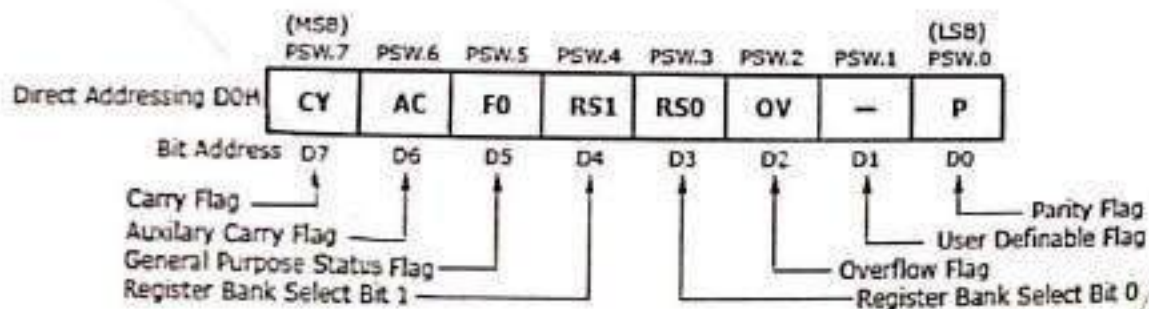 (MSB) (LSB)
PSW.7 PSW.6 PSW.5 PSW.4 PSW.3 PSW.2 PSW.1 PSW.0
Direct Addressing D0H CY AC F0 RS1 RS0 OV — P
Bit Address D7 D6 D5 D4 D3 D2 D1 D0
Carry Flag Parity Flag
Auxilary Carry Flag User Definable Flag
General Purpose Status Flag Overflow Flag
Register Bank Select Bit 1 Register Bank Select Bit 0